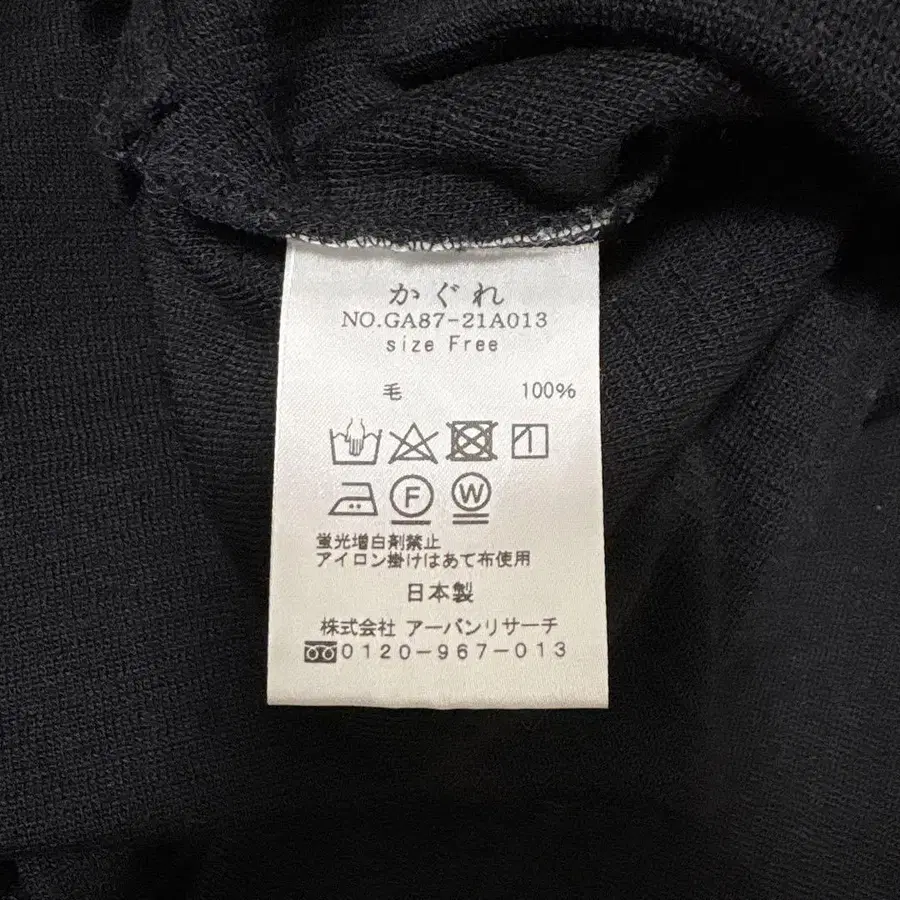 かぐれ
NO.GA87-21A013
size Free
毛 100%
1
F W
蛍光増白剤禁止
アイロン掛けはあて布使用
日本製
株式会社 アーバンリサーチ
0120-967-013